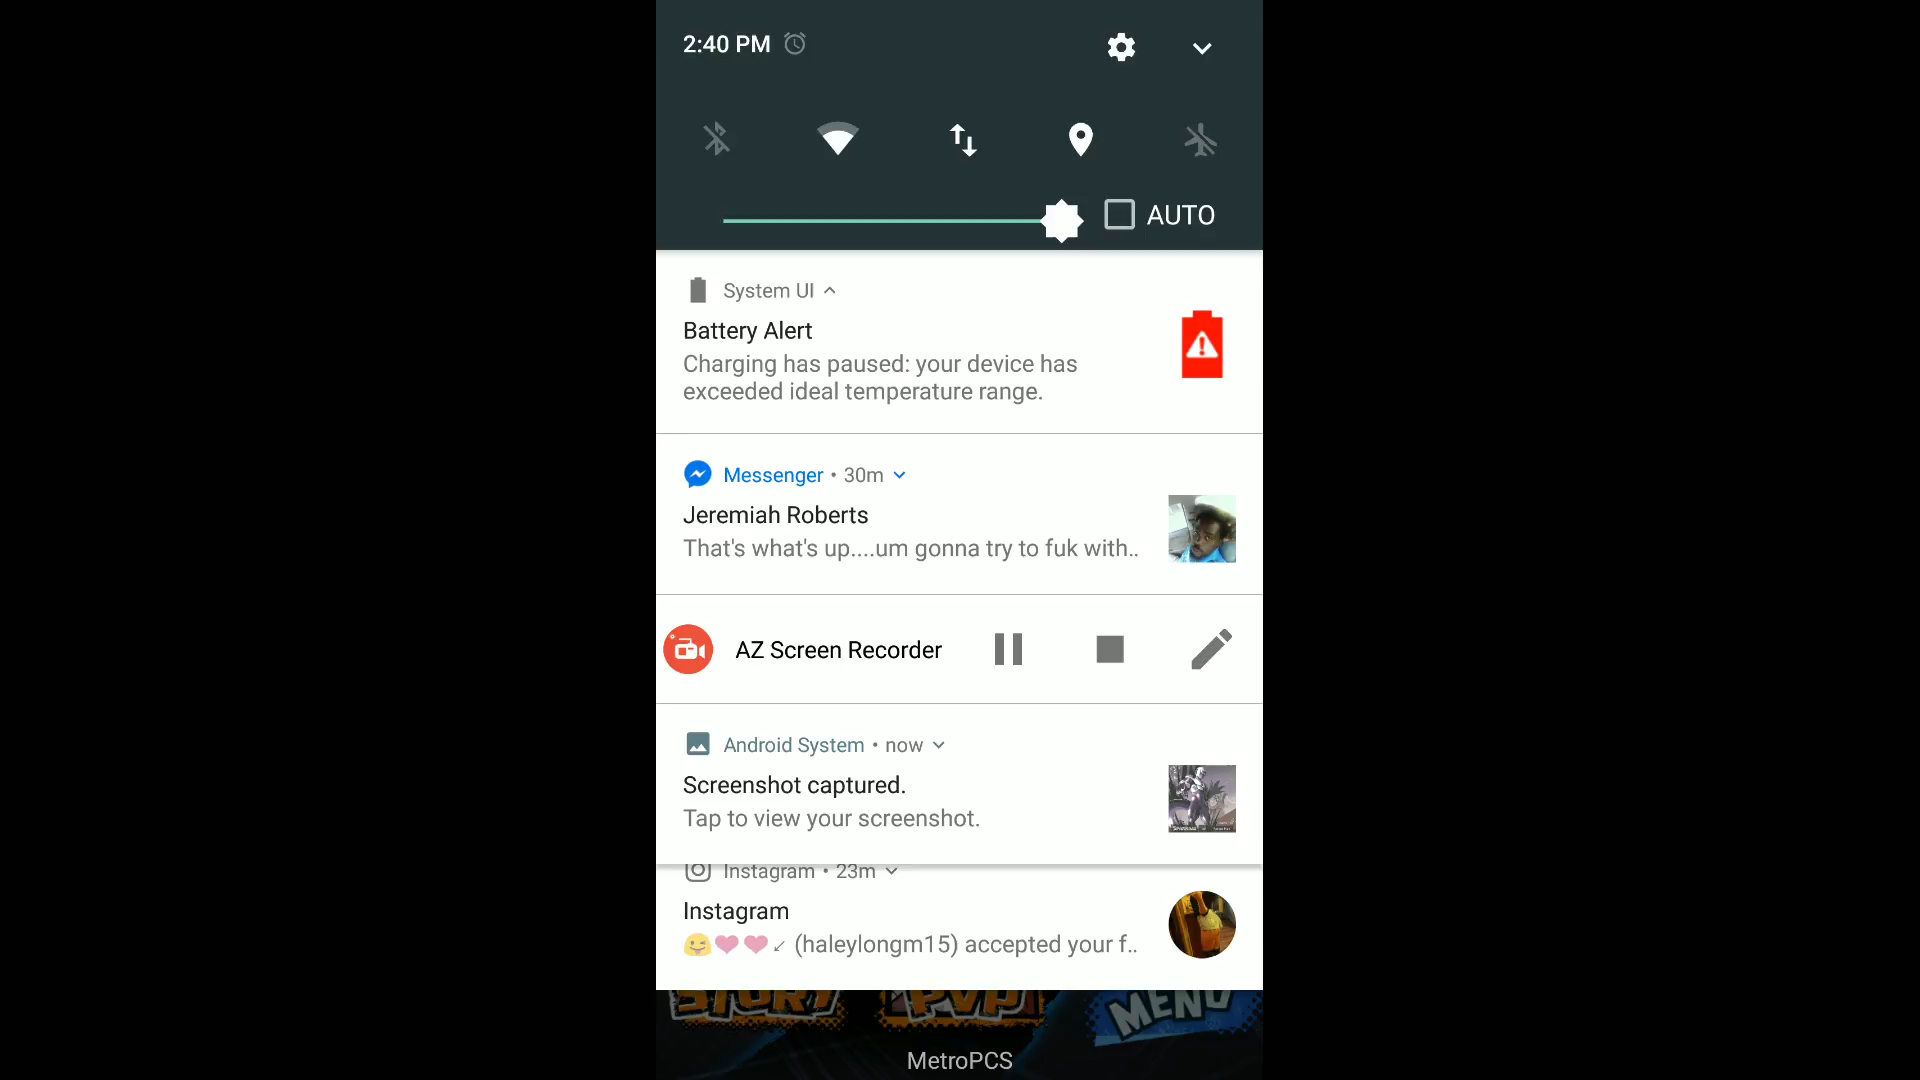 2:40 PM
AUTO
System UI
Battery Alert
Charging has paused: your device has
exceeded ideal temperature range.
Messenger • 30m
Jeremiah Roberts
That's what's up....um gonna try to fuk with..
AZ Screen Recorder
Android System • now
Screenshot captured.
Tap to view your screenshot.
Instagram • 23m
Instagram
😜❤❤↙ (haleylongm15) accepted your f..
STORY PVP MENU
MetroPCS